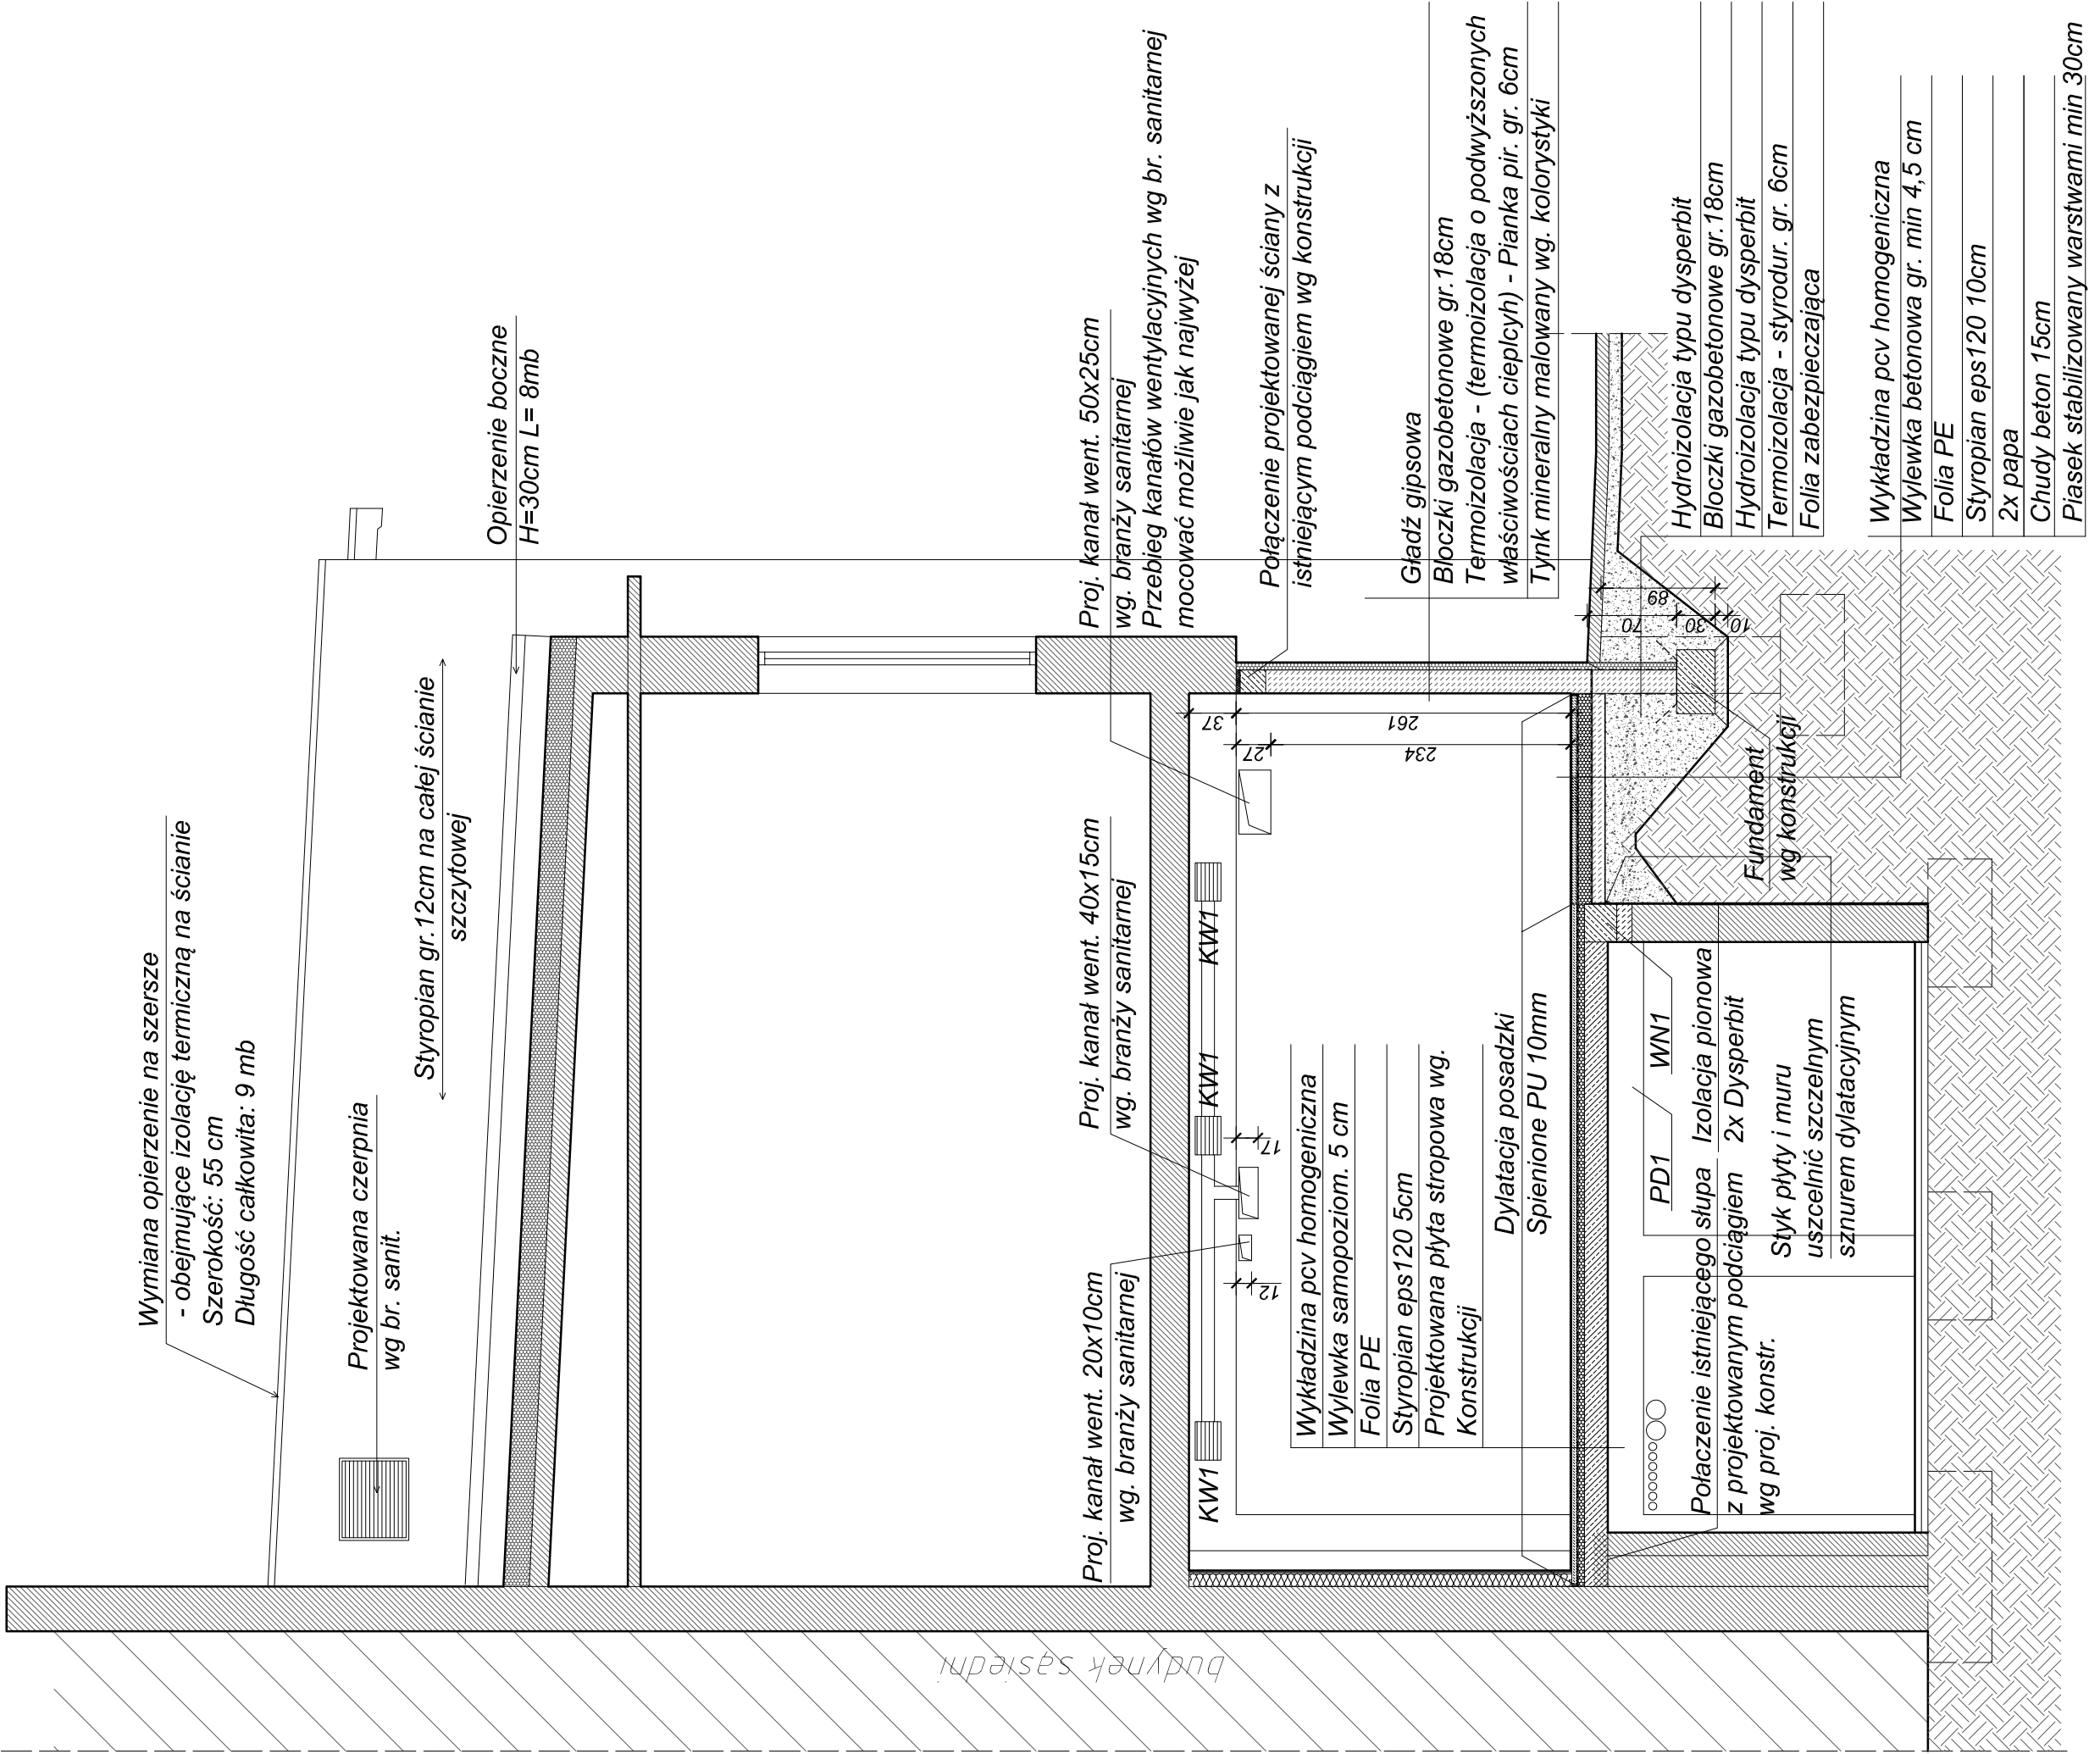 Wymiana opierzenie na szersze
- obejmujące izolację termiczną na ścianie
Szerokość: 55 cm
Długość całkowita: 9 mb
Projektowana czerpnia
wg br. sanit.
Styropian gr.12cm na całej ścianie
szczytowej
Opierzenie boczne
H=30cm L= 8mb
Proj. kanał went. 20x10cm
wg. branży sanitarnej
Proj. kanał went. 40x15cm
wg. branży sanitarnej
Proj. kanał went. 50x25cm
wg. branży sanitarnej
Przebieg kanałów wentylacyjnych wg br. sanitarnej
mocować możliwie jak najwyżej
Połączenie projektowanej ściany z
istniejącym podciągiem wg konstrukcji
KW1
KW1
KW1
37
27
261
234
17
12
Gładź gipsowa
Bloczki gazobetonowe gr.18cm
Termoizolacja - (termoizolacja o podwyższonych
właściwościach cieplcyh) - Pianka pir. gr. 6cm
Tynk mineralny malowany wg. kolorystyki
Wykładzina pcv homogeniczna
Wylewka samopoziom. 5 cm
Folia PE
Styropian eps120 5cm
Projektowana płyta stropowa wg.
Konstrukcji
Dylatacja posadzki
Spienione PU 10mm
89
70
30
10
Hydroizolacja typu dysperbit
Bloczki gazobetonowe gr.18cm
Hydroizolacja typu dysperbit
Termoizolacja - styrodur. gr. 6cm
Folia zabezpieczająca
PD1
WN1
Połaczenie istniejącego słupa
z projektowanym podciągiem
wg proj. konstr.
Izolacja pionowa
2x Dysperbit
Styk płyty i muru
uszcelnić szczelnym
sznurem dylatacyjnym
Fundament
wg konstrukcji
Wykładzina pcv homogeniczna
Wylewka betonowa gr. min 4,5 cm
Folia PE
Styropian eps120 10cm
2x papa
Chudy beton 15cm
Piasek stabilizowany warstwami min 30cm
budynek sąsiedni